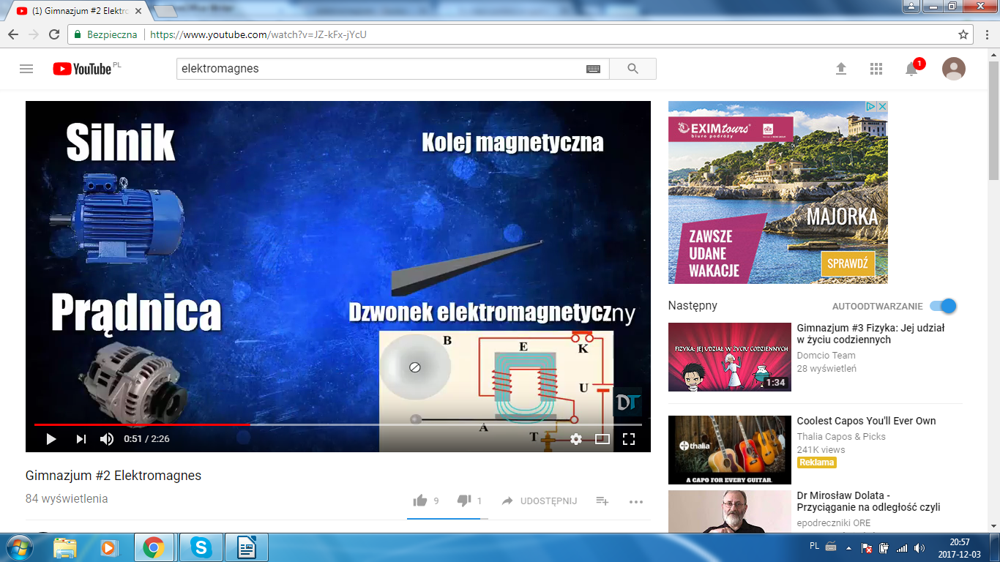 (1) Gimnazjum #2 Elektro
Bezpieczna
https://www.youtube.com/watch?v=JZ-kFx-jYcU
YouTube PL
elektromagnes
1
Silnik
Kolej magnetyczna
Prądnica
Dzwonek elektromagnetyczny
B
E
K
U
A
T
DT
0:51 / 2:26
Gimnazjum #2 Elektromagnes
84 wyświetlenia
9
1
UDOSTĘPNIJ
EXIMtours
biuro podróży
MAJORKA
ZAWSZE
UDANE
WAKACJE
SPRAWDŹ
Następny
AUTOODTWARZANIE
FIZYKA: JEJ UDZIAŁ W ŻYCIU CODZIENNYCH
1:34
Gimnazjum #3 Fizyka: Jej udział
w życiu codziennych
Domcio Team
28 wyświetleń
thalia
A CAPO FOR EVERY GUITAR.
Coolest Capos You'll Ever Own
Thalia Capos & Picks
241K views
Reklama
Dr Mirosław Dolata -
Przyciąganie na odległość czyli
epodreczniki ORE
PL
20:57
2017-12-03